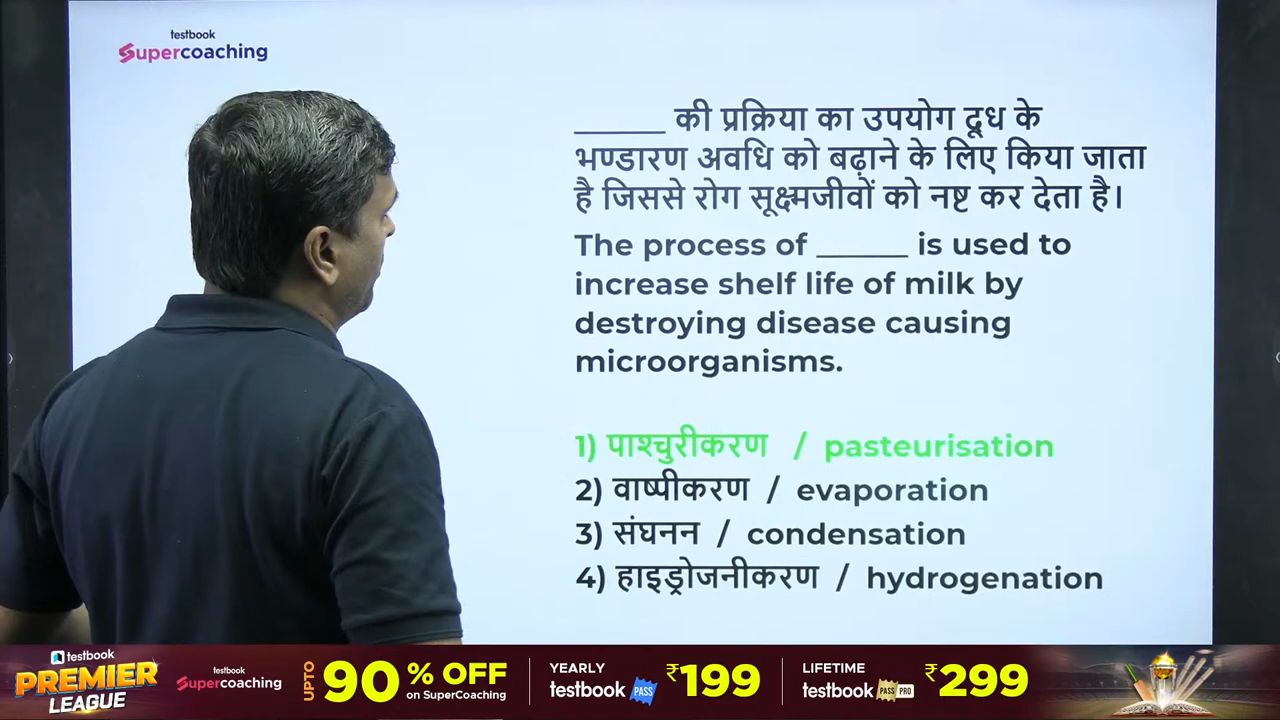 testbook
Supercoaching
______ की प्रक्रिया का उपयोग दूध के
भण्डारण अवधि को बढ़ाने के लिए किया जाता
है जिससे रोग सूक्ष्मजीवों को नष्ट कर देता है।
The process of ______ is used to
increase shelf life of milk by
destroying disease causing
microorganisms.
1) पाश्चुरीकरण / pasteurisation
2) वाष्पीकरण / evaporation
3) संघनन / condensation
4) हाइड्रोजनीकरण / hydrogenation
testbook
PREMIER
LEAGUE
testbook
Supercoaching
UPTO
90 % OFF
on SuperCoaching
YEARLY
testbook PASS
₹199
LIFETIME
testbook PASS PRO
₹299